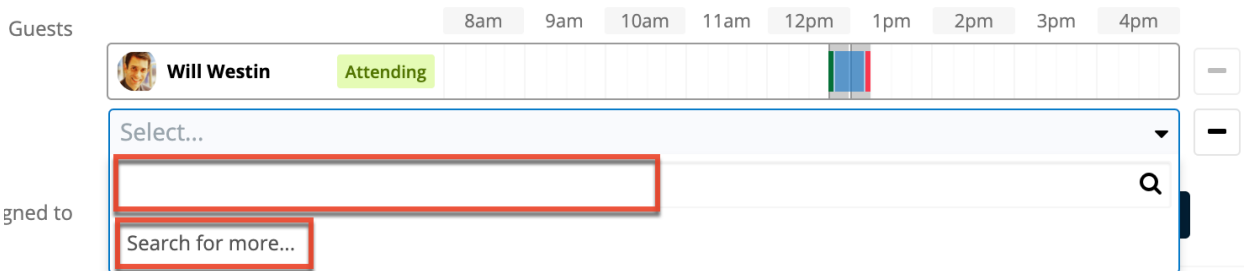 Guests 8am 9am 10am 11am 12pm 1pm 2pm 3pm 4pm
Will Westin Attending
Select...
gned to
Search for more...